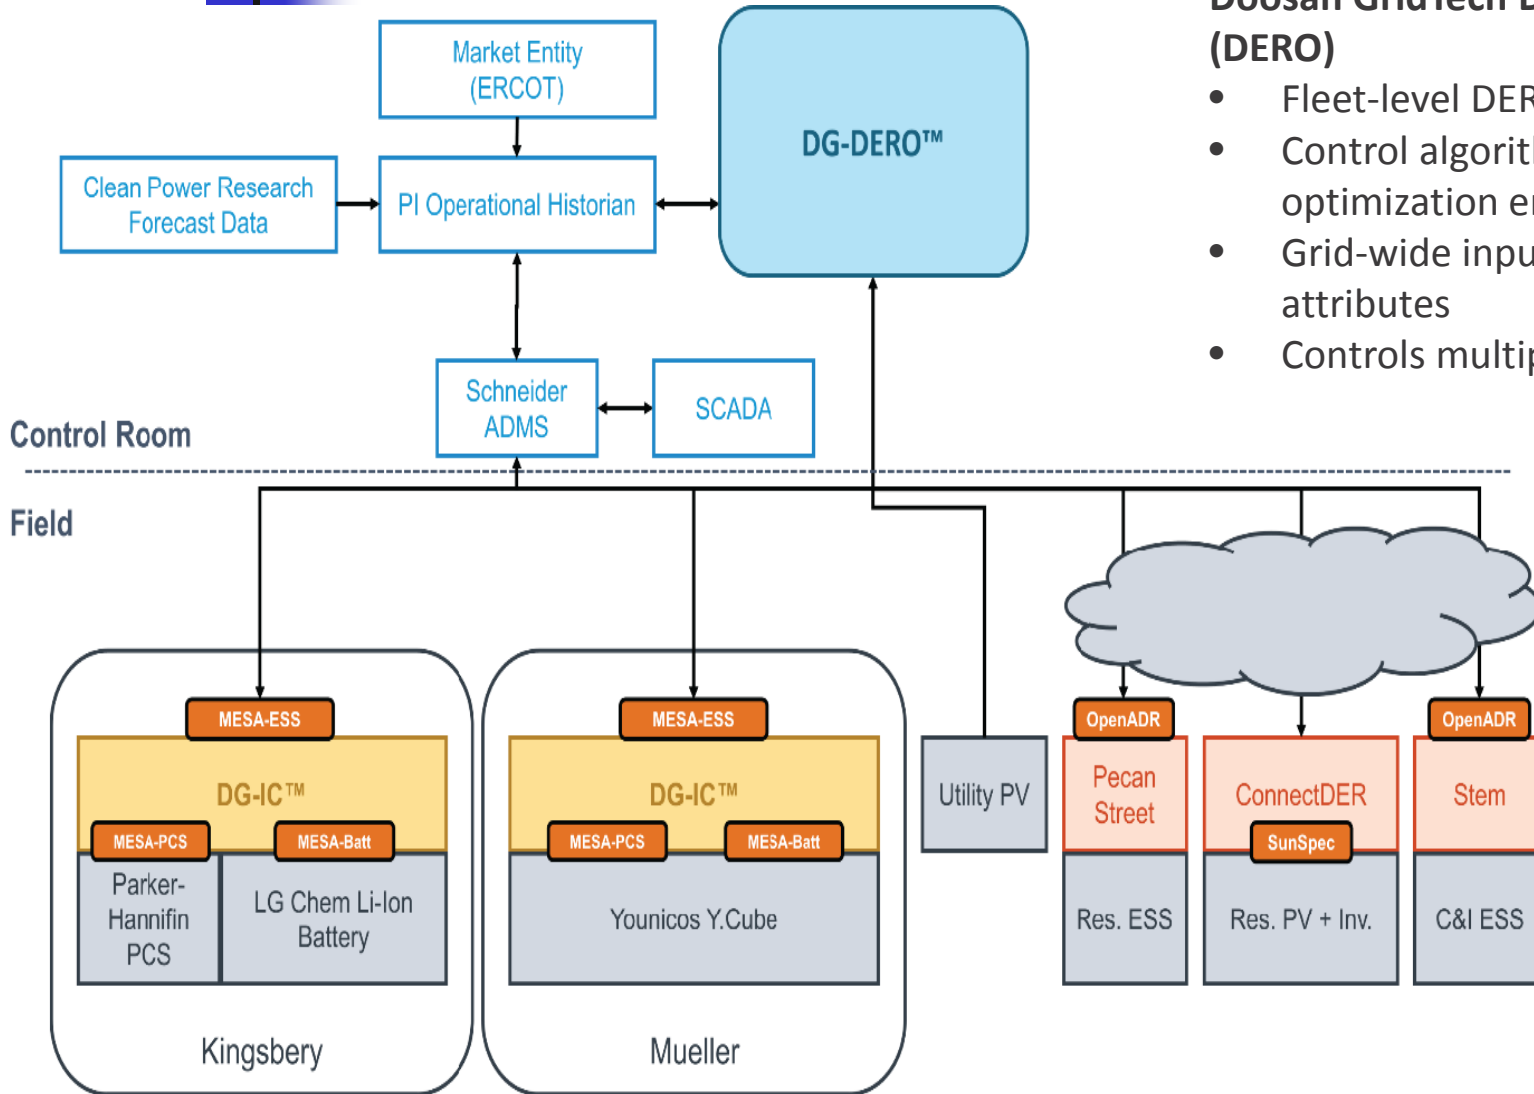 Market Entity
(ERCOT)
DG-DERO™
Clean Power Research
Forecast Data
PI Operational Historian
Schneider
ADMS
SCADA
Control Room
Field
Doosan GridTech
(DERO)
• Fleet-level DER
• Control
optimization
• Grid-wide
attributes
• Controls
MESA-ESS
DG-IC™
MESA-PCS
MESA-Batt
Parker-
Hannifin
PCS
LG Chem Li-Ion
Battery
Kingsbery
MESA-ESS
DG-IC™
MESA-PCS
MESA-Batt
Younicos Y.Cube
Mueller
Utility PV
OpenADR
Pecan
Street
Res. ESS
ConnectDER
SunSpec
Res. PV + Inv.
OpenADR
Stem
C&I ESS